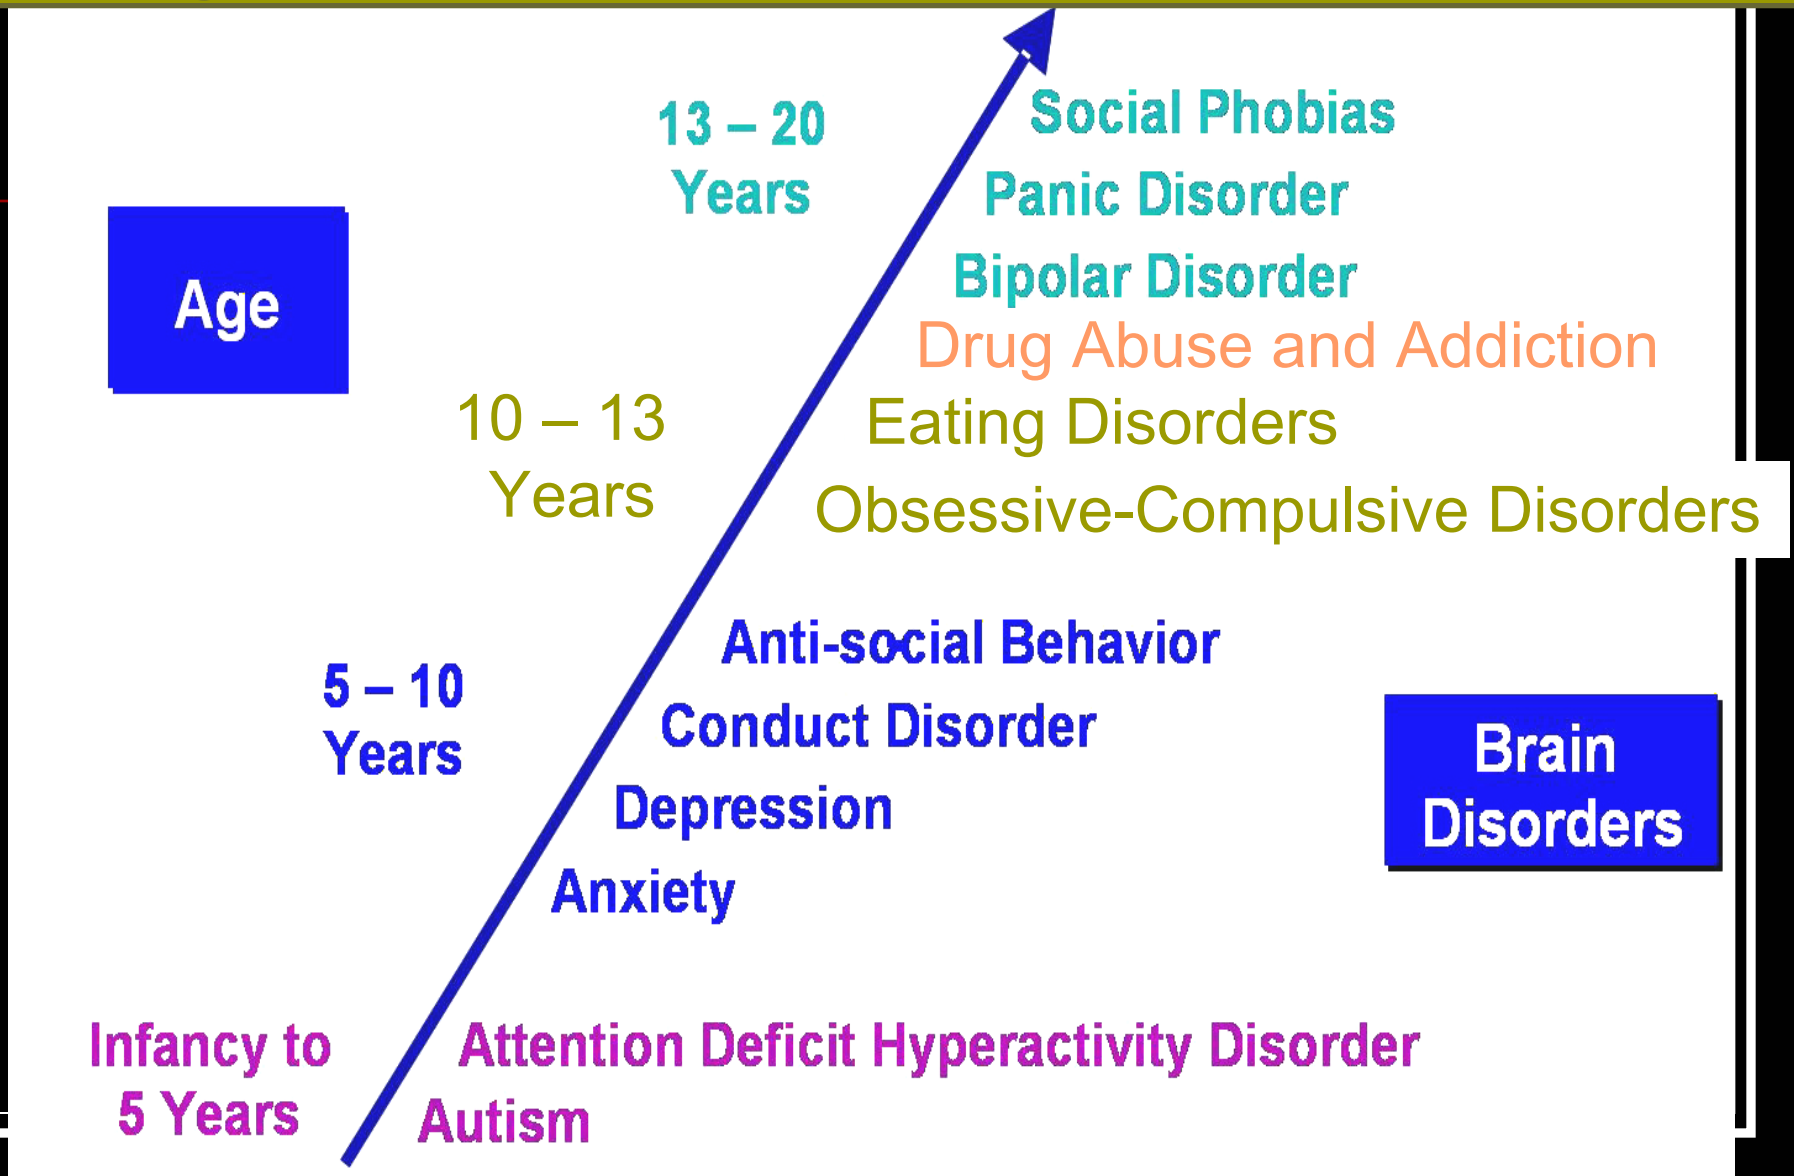 13 – 20
Years
Social Phobias
Panic Disorder
Bipolar Disorder
Drug Abuse and Addiction
Age
10 – 13
Years
Eating Disorders
Obsessive-Compulsive Disorders
5 – 10
Years
Anti-social Behavior
Conduct Disorder
Depression
Anxiety
Brain
Disorders
Infancy to
5 Years
Attention Deficit Hyperactivity Disorder
Autism